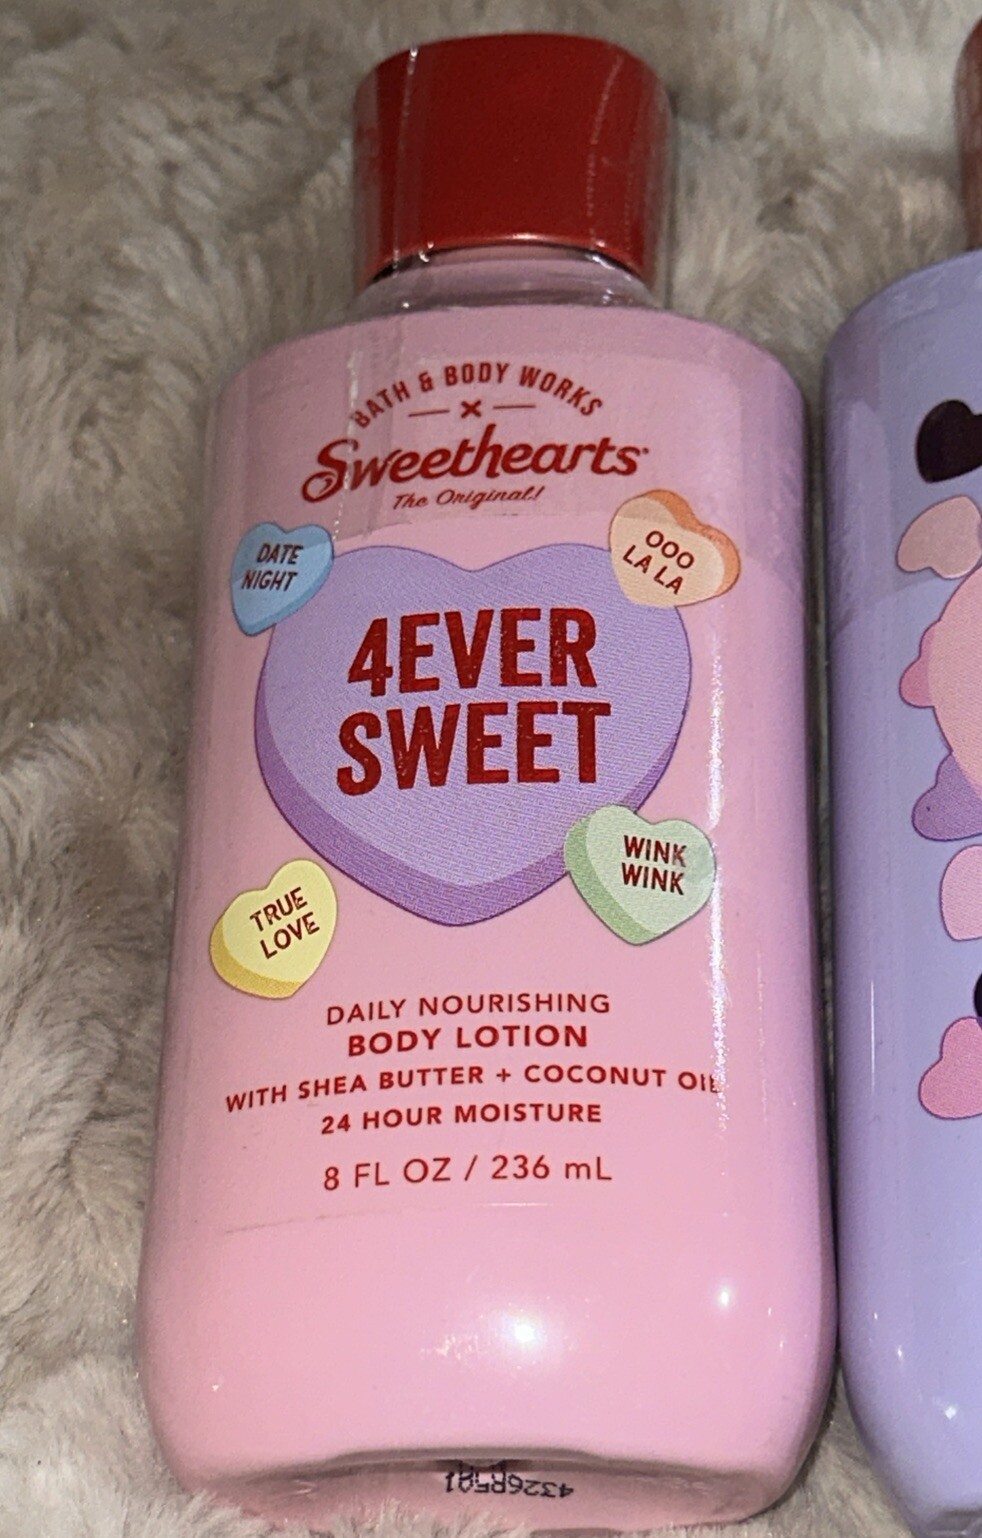 BATH & BODY WORKS
x
Sweethearts
The Original!
DATE
NIGHT
OOO
LA LA
4EVER
SWEET
WINK
WINK
TRUE
LOVE
DAILY NOURISHING
BODY LOTION
WITH SHEA BUTTER + COCONUT OIL
24 HOUR MOISTURE
8 FL OZ / 236 mL